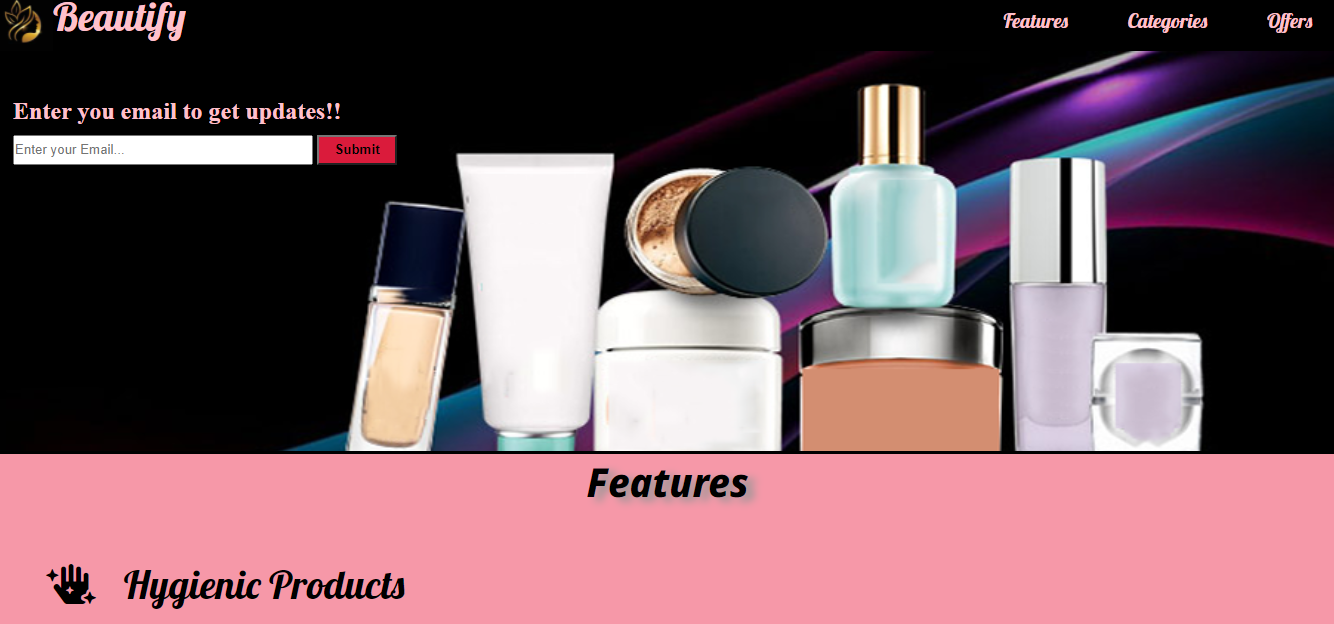 Beautify
Features
Categories
Offers
Enter you email to get updates!!
Enter your Email...
Submit
Features
Hygienic Products